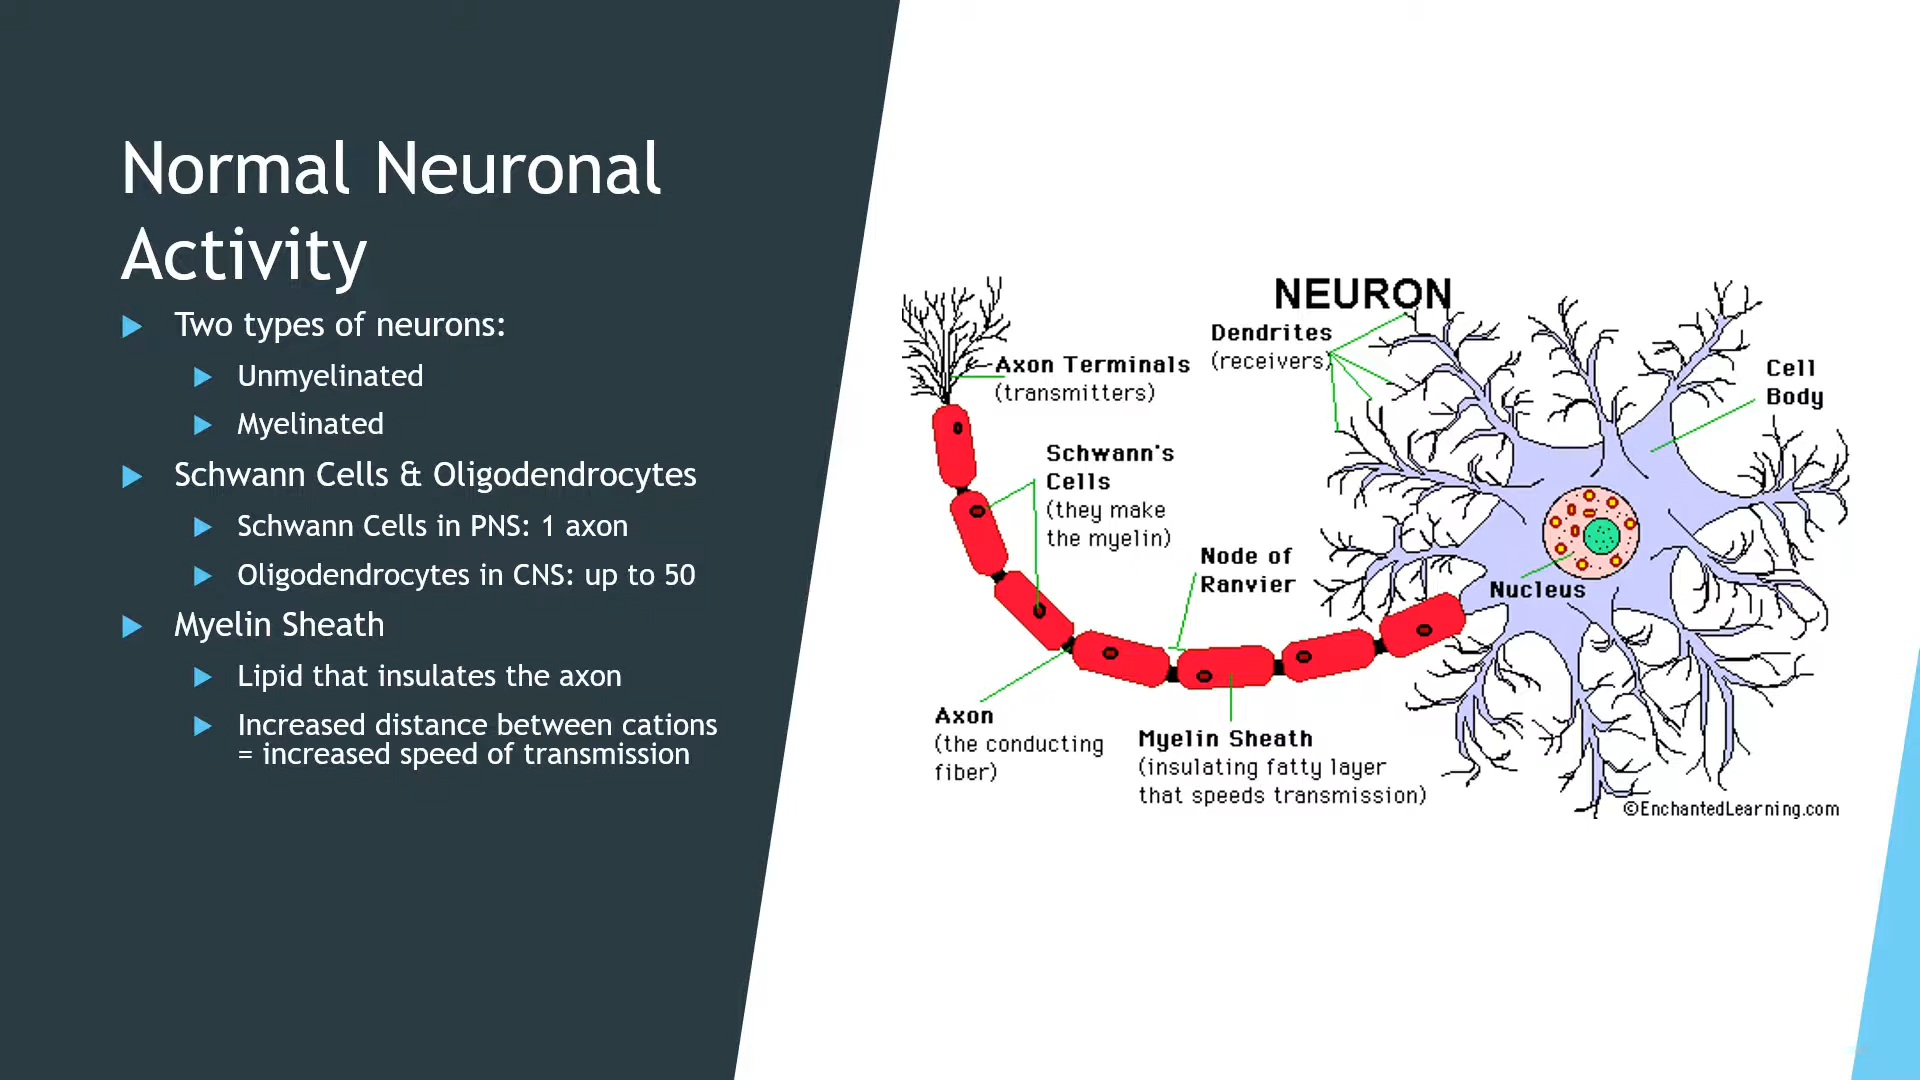 Normal Neuronal
Activity
Two types of neurons:
Unmyelinated
Myelinated
Schwann Cells & Oligodendrocytes
Schwann Cells in PNS: 1 axon
Oligodendrocytes in CNS: up to 50
Myelin Sheath
Lipid that insulates the axon
Increased distance between cations
= increased speed of transmission
NEURON
Dendrites
(receivers)
Axon Terminals
(transmitters)
Cell
Body
Schwann's
Cells
(they make
the myelin)
Node of
Ranvier
Nucleus
Axon
(the conducting
fiber)
Myelin Sheath
(insulating fatty layer
that speeds transmission)
©EnchantedLearning.com